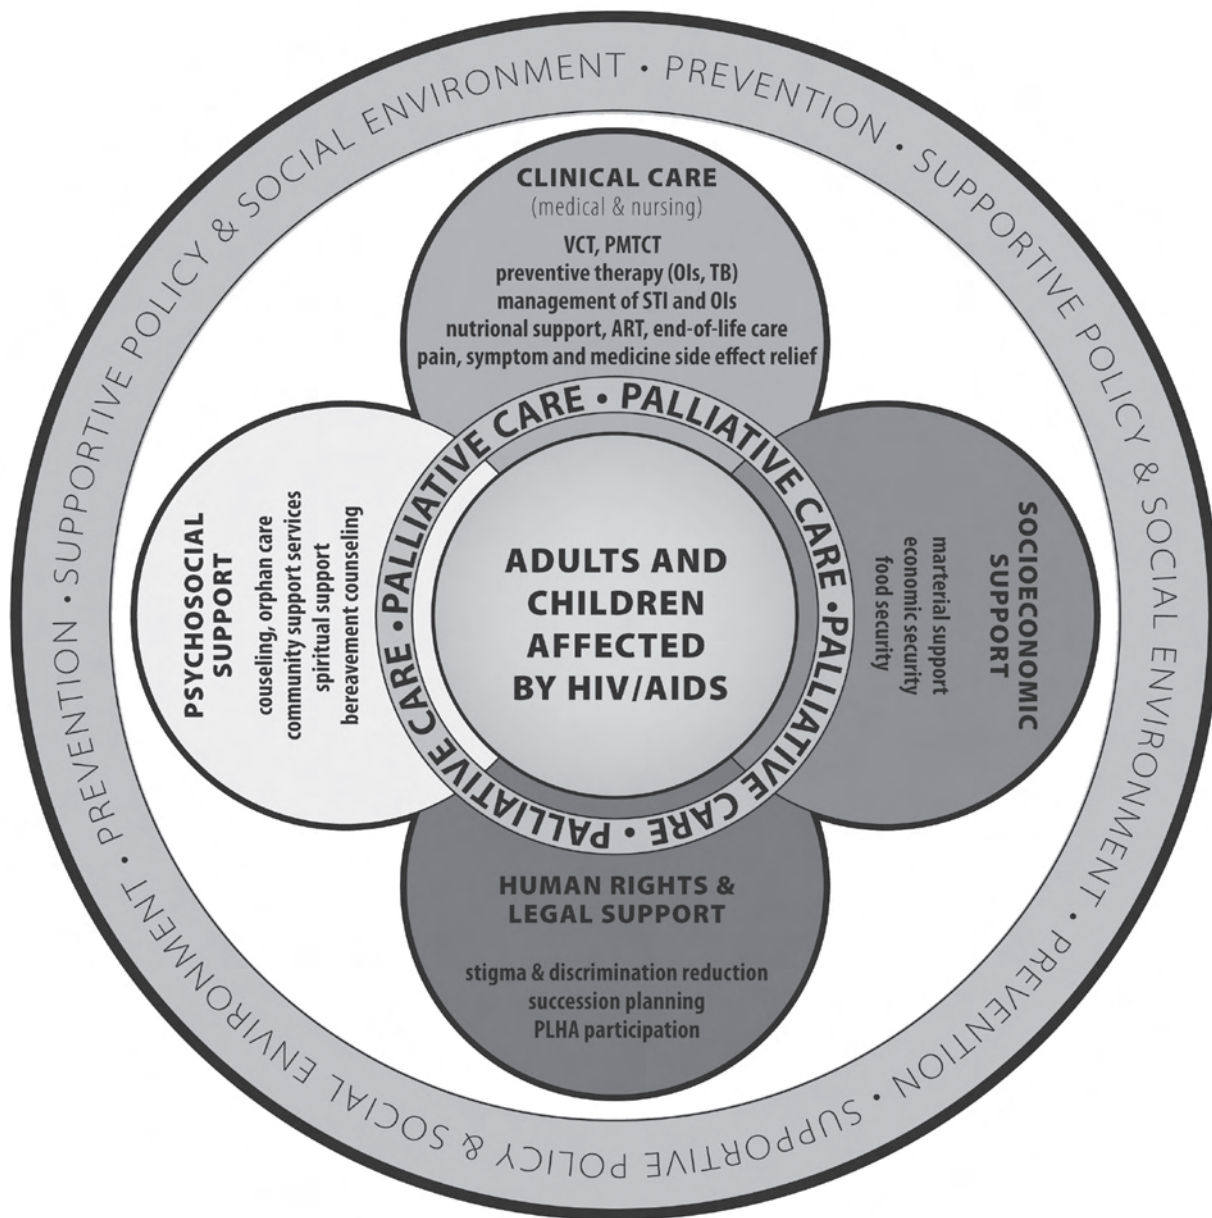 PREVENTION • SUPPORTIVE POLICY & SOCIAL ENVIRONMENT • PREVENTION • SUPPORTIVE POLICY & SOCIAL ENVIRONMENT • PREVENTION • SUPPORTIVE POLICY & SOCIAL ENVIRONMENT •
CLINICAL CARE
(medical & nursing)
VCT, PMTCT
preventive therapy (OIs, TB)
management of STI and OIs
nutrional support, ART, end-of-life care
pain, symptom and medicine side effect relief
PALLIATIVE CARE • PALLIATIVE CARE • PALLIATIVE CARE • PALLIATIVE CARE •
PSYCHOSOCIAL
SUPPORT
couseling, orphan care
community support services
spiritual support
bereavement counseling
ADULTS AND
CHILDREN
AFFECTED
BY HIV/AIDS
SOCIOECONOMIC
SUPPORT
marterial support
economic security
food security
HUMAN RIGHTS &
LEGAL SUPPORT
stigma & discrimination reduction
succession planning
PLHA participation